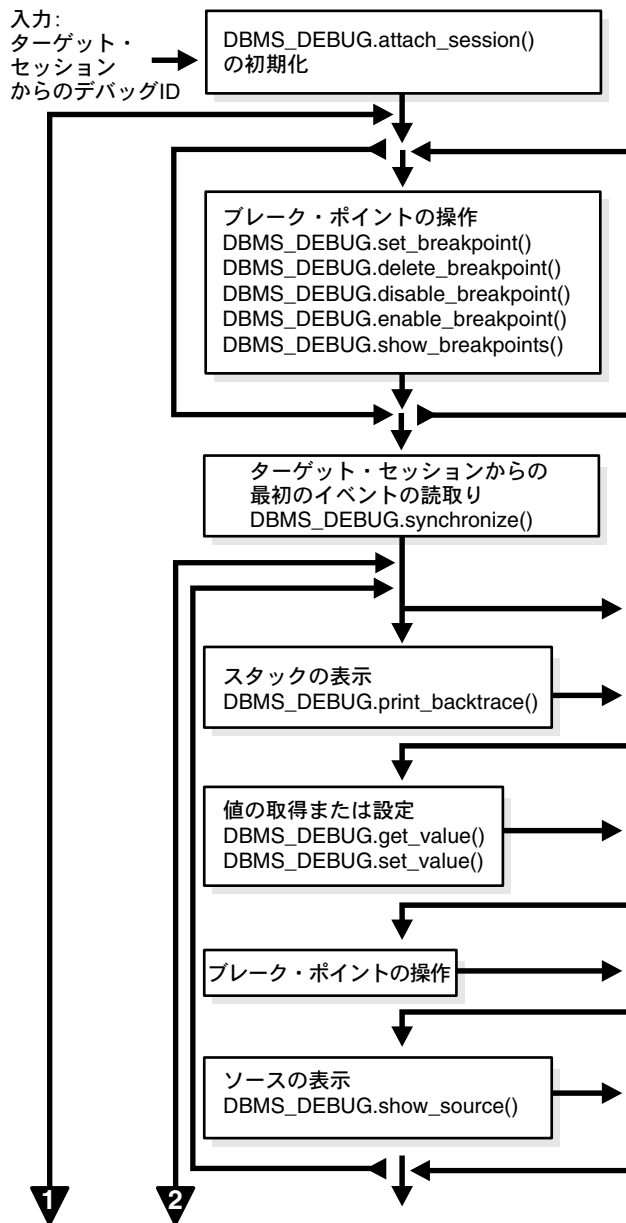 入力:
ターゲット・
セッション
からのデバッグID
DBMS_DEBUG.attach_session()
の初期化
ブレーク・ポイントの操作
DBMS_DEBUG.set_breakpoint()
DBMS_DEBUG.delete_breakpoint()
DBMS_DEBUG.disable_breakpoint()
DBMS_DEBUG.enable_breakpoint()
DBMS_DEBUG.show_breakpoints()
ターゲット・セッションからの
最初のイベントの読取り
DBMS_DEBUG.synchronize()
スタックの表示
DBMS_DEBUG.print_backtrace()
値の取得または設定
DBMS_DEBUG.get_value()
DBMS_DEBUG.set_value()
ブレーク・ポイントの操作
ソースの表示
DBMS_DEBUG.show_source()
1
2